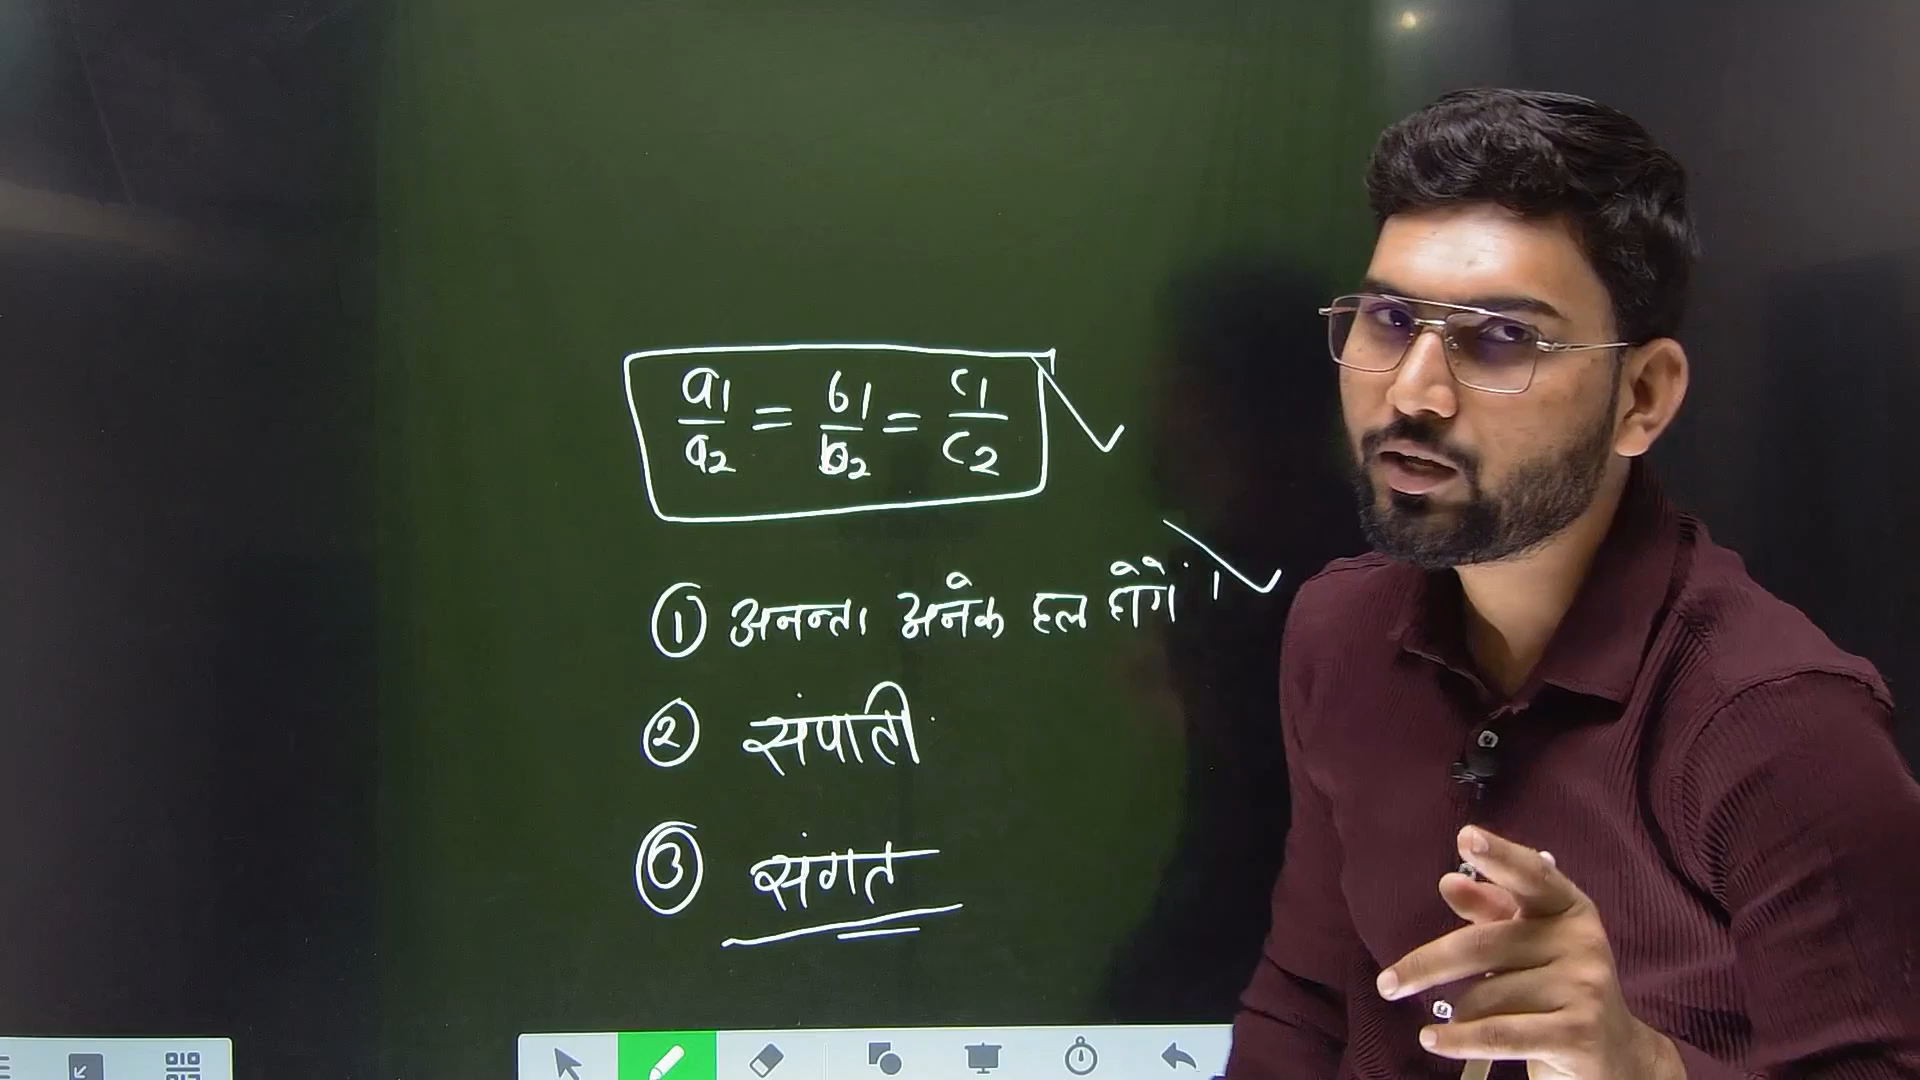 a1/a2 = b1/b2 = c1/c2
① अनन्ता अनेक हल होंगे ।
② संपाती
③ संगत